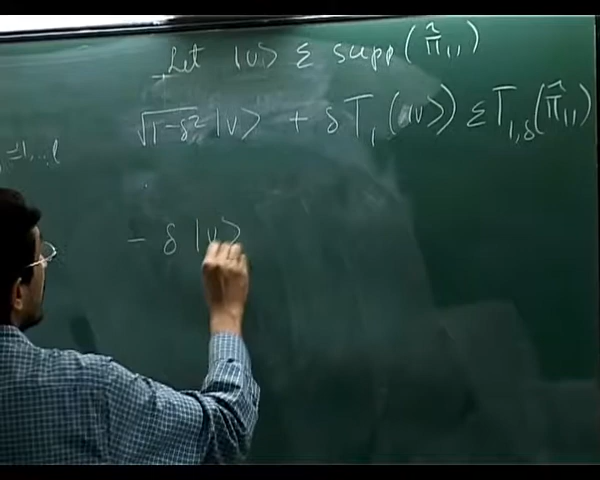 Let |v⟩ Σ supp(Π̂₁₁)
√1-δ² |v⟩ + δ T₁(|v⟩) Σ T₁,δ(Π̂₁₁)
=1,...l
- δ |v⟩